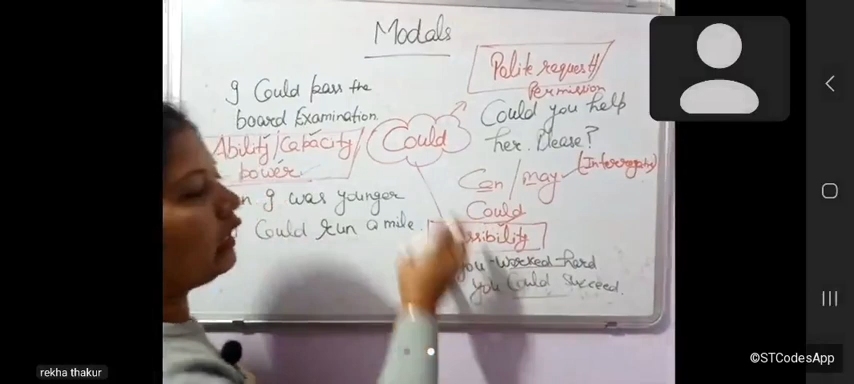 Modals
I Could pass the
board Examination
Ability/Capacity
power
n I was younger
Could run a mile.
Could
Polite request/
Permission
Could you help
her. Please?
(Interrogative)
Can/may
Could
ssibility
you worked hard
you Could Succeed.
rekha thakur
©STCodesApp